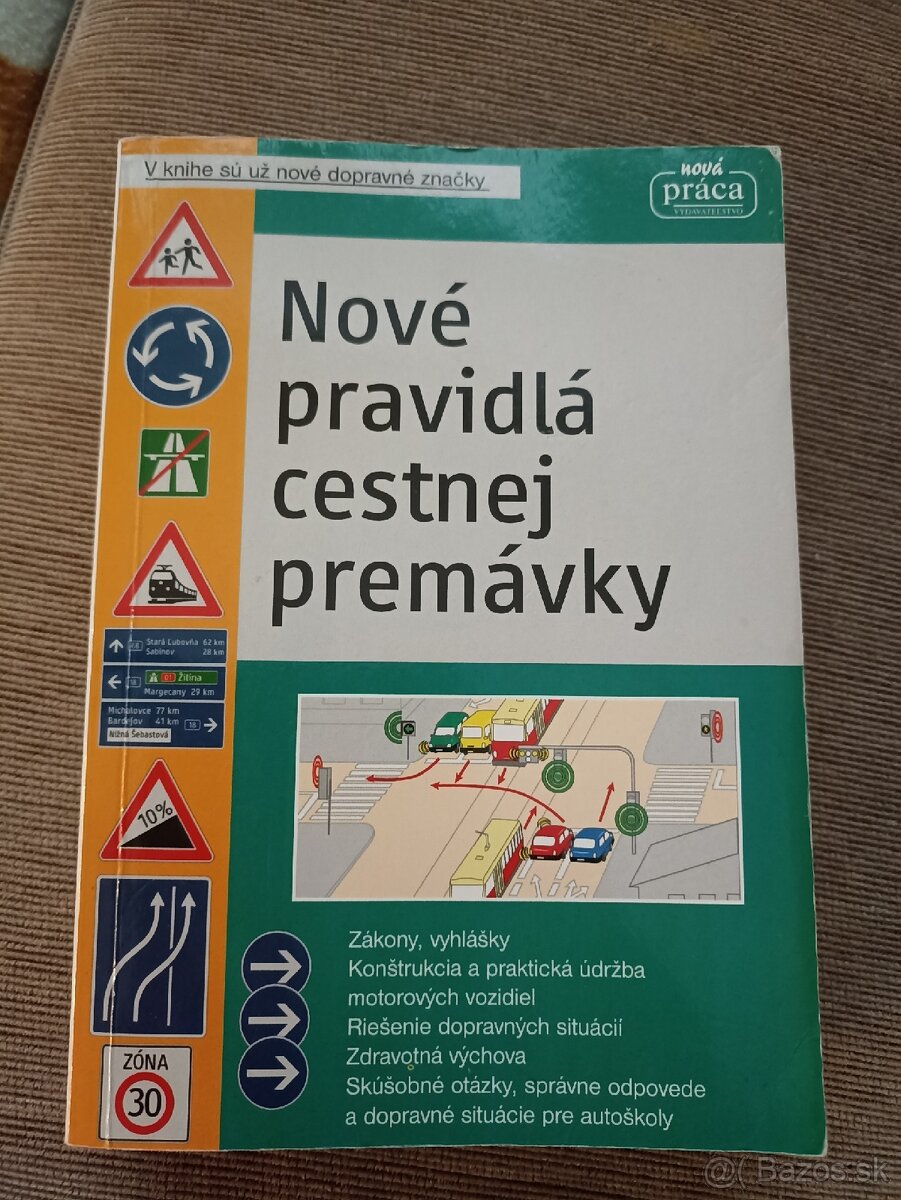 V knihe sú už nové dopravné značky
nová
práca
VYDAVATEĽSTVO
Nové
pravidlá
cestnej
premávky
Stará Ľubovňa 62 km
Sabinov 28 km
D1 Žilina
18 Margecany 29 km
Michalovce 77 km
Bardejov 41 km 18
Nižná Šebastová
10%
ZÓNA
30
Zákony, vyhlášky
Konštrukcia a praktická údržba
motorových vozidiel
Riešenie dopravných situácií
Zdravotná výchova
Skúšobné otázky, správne odpovede
a dopravné situácie pre autoškoly
@( Bazos.sk